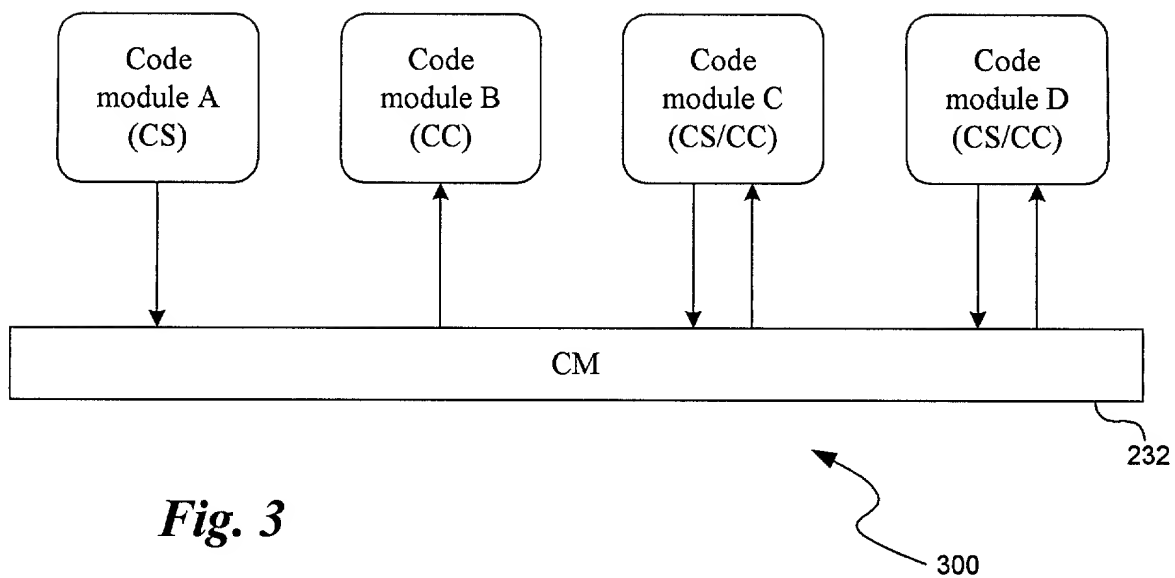 Code
module A
(CS)
Code
module B
(CC)
Code
module C
(CS/CC)
Code
module D
(CS/CC)
CM
232
Fig. 3
300